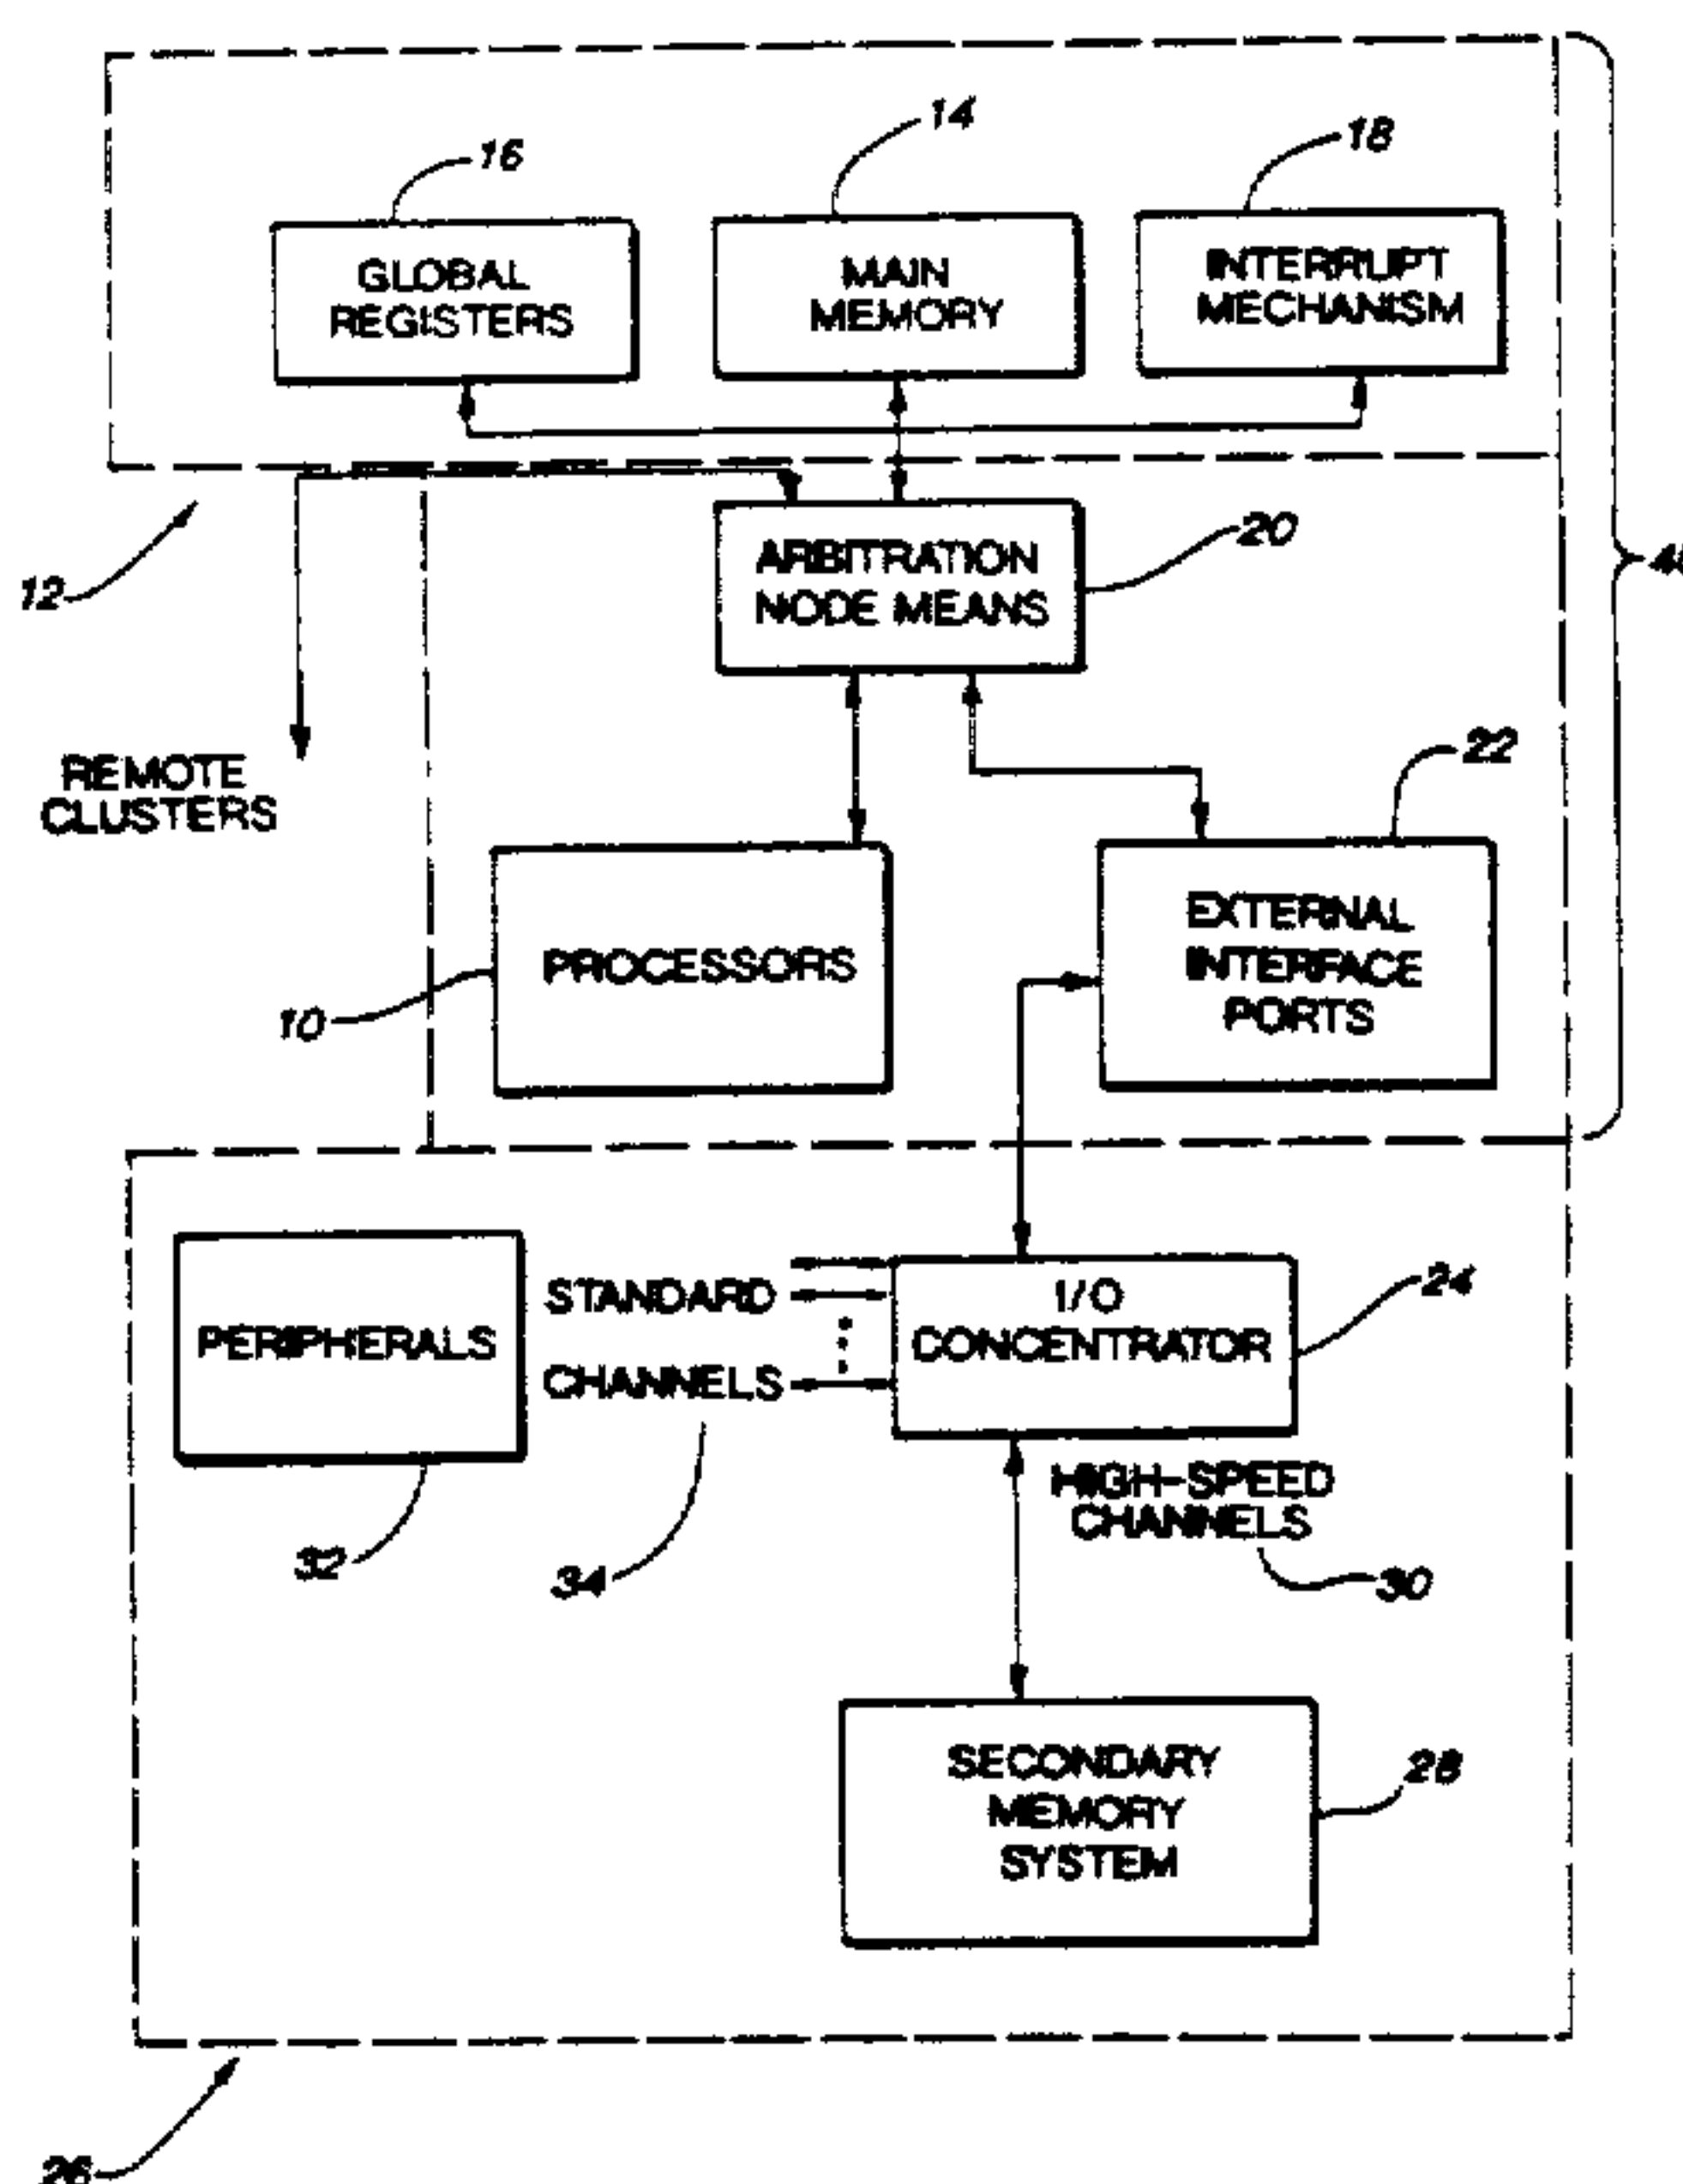 16
14
18
GLOBAL
REGISTERS
MAIN
MEMORY
INTERRUPT
MECHANISM
12
ARBITRATION
NODE MEANS
20
REMOTE
CLUSTERS
22
PROCESSORS
10
EXTERNAL
INTERFACE
PORTS
PERIPHERALS
STANDARD
CHANNELS
I/O
CONCENTRATOR
24
32
34
HIGH-SPEED
CHANNELS
30
SECONDARY
MEMORY
SYSTEM
28
26